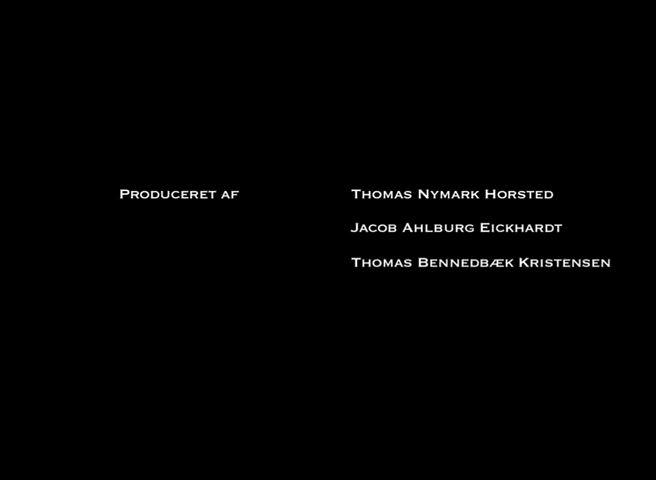 Produceret af Thomas Nymark Horsted
Jacob Ahlburg Eickhardt
Thomas Bennedbæk Kristensen